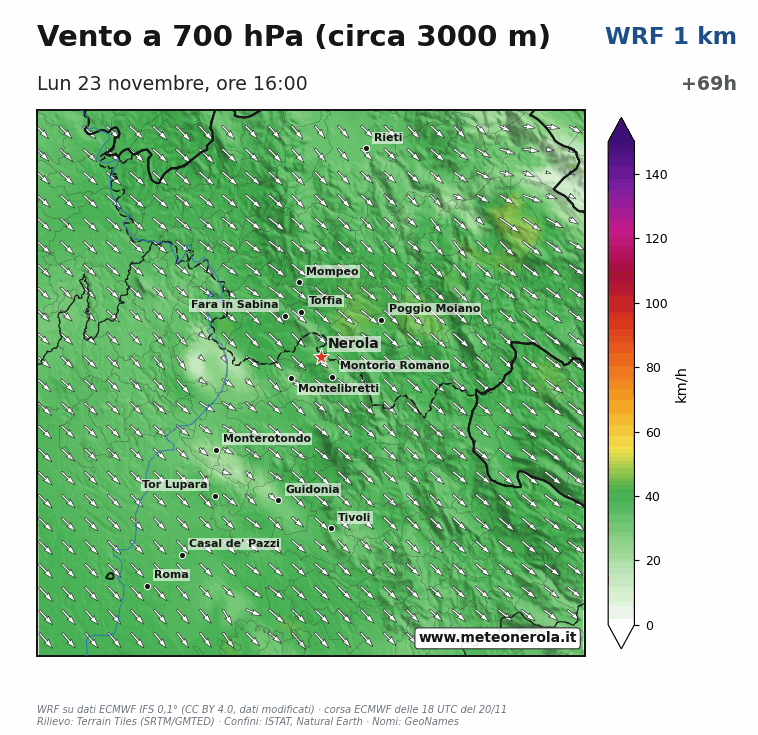 Vento a 700 hPa (circa 3000 m)
WRF 1 km
Lun 23 novembre, ore 16:00
+69h
Rieti
Mompeo
Fara in Sabina
Toffia
Poggio Moiano
Nerola
Montorio Romano
Montelibretti
Monterotondo
Tor Lupara
Guidonia
Tivoli
Casal de' Pazzi
Roma
www.meteonerola.it
140
120
100
80
60
40
20
0
km/h
WRF su dati ECMWF IFS 0,1° (CC BY 4.0, dati modificati) · corsa ECMWF delle 18 UTC del 20/11
Rilievo: Terrain Tiles (SRTM/GMTED) · Confini: ISTAT, Natural Earth · Nomi: GeoNames